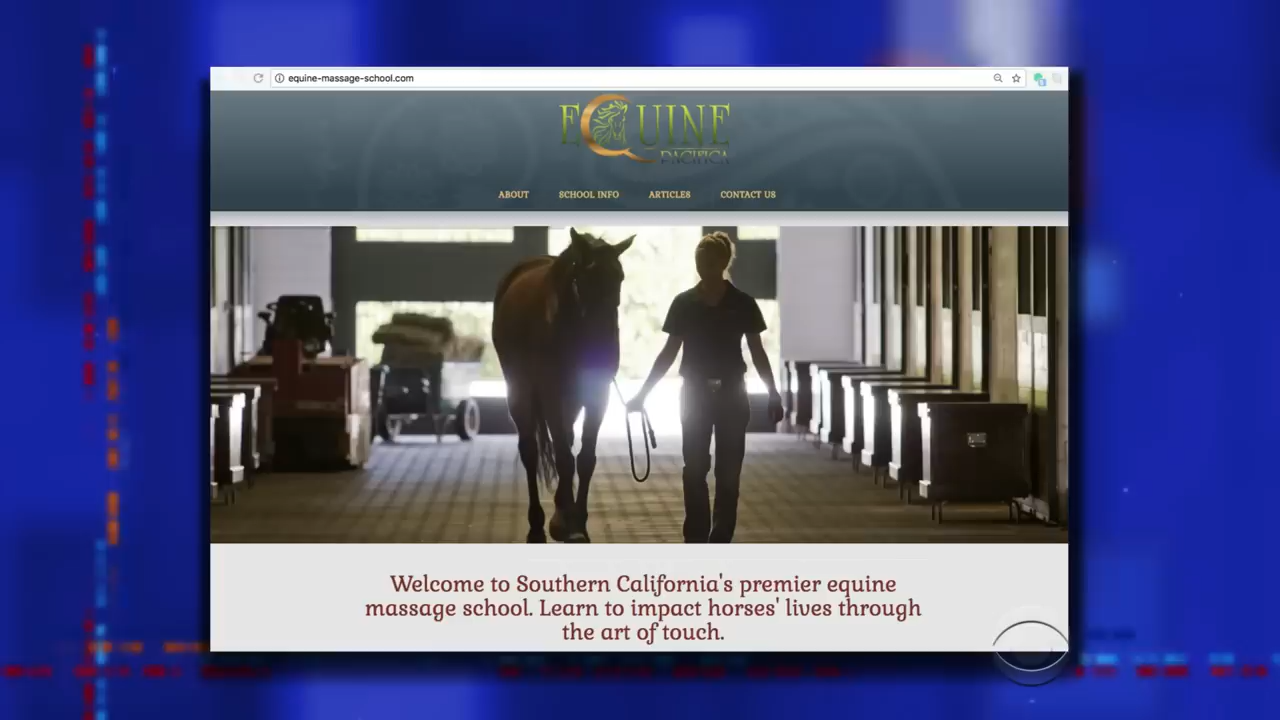 equine-massage-school.com
EQUINE
PACIFICA
ABOUT SCHOOL INFO ARTICLES CONTACT US
Welcome to Southern California's premier equine
massage school. Learn to impact horses' lives through
the art of touch.